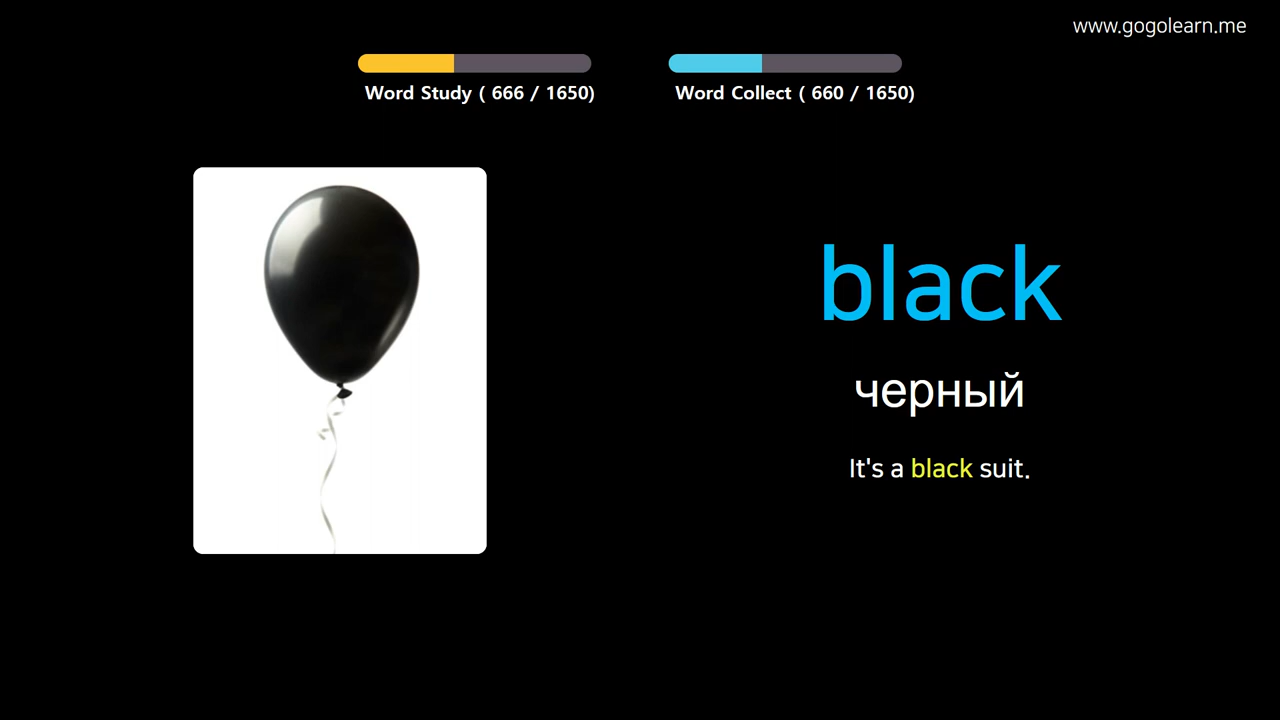 www.gogolearn.me
Word Study ( 666 / 1650)
Word Collect ( 660 / 1650)
black
черный
It's a black suit.